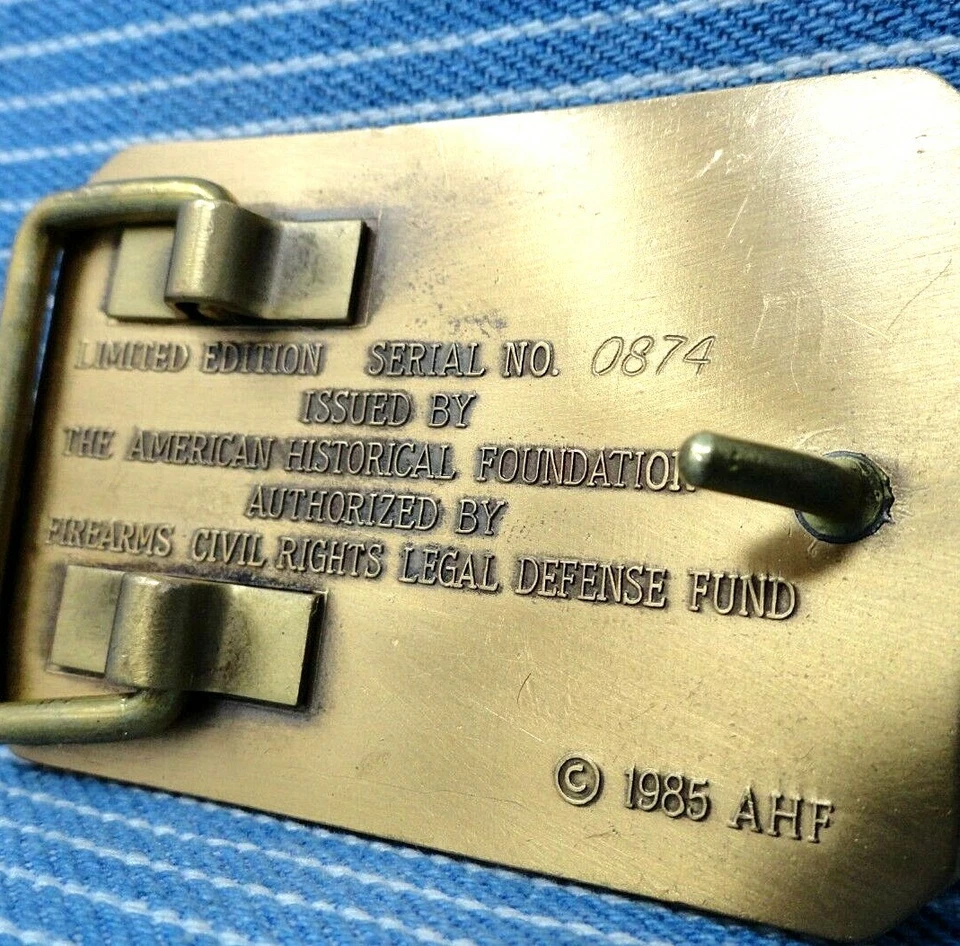 LIMITED EDITION SERIAL NO. 0874
ISSUED BY
THE AMERICAN HISTORICAL FOUNDATION
AUTHORIZED BY
FIREARMS CIVIL RIGHTS LEGAL DEFENSE FUND
© 1985 AHF